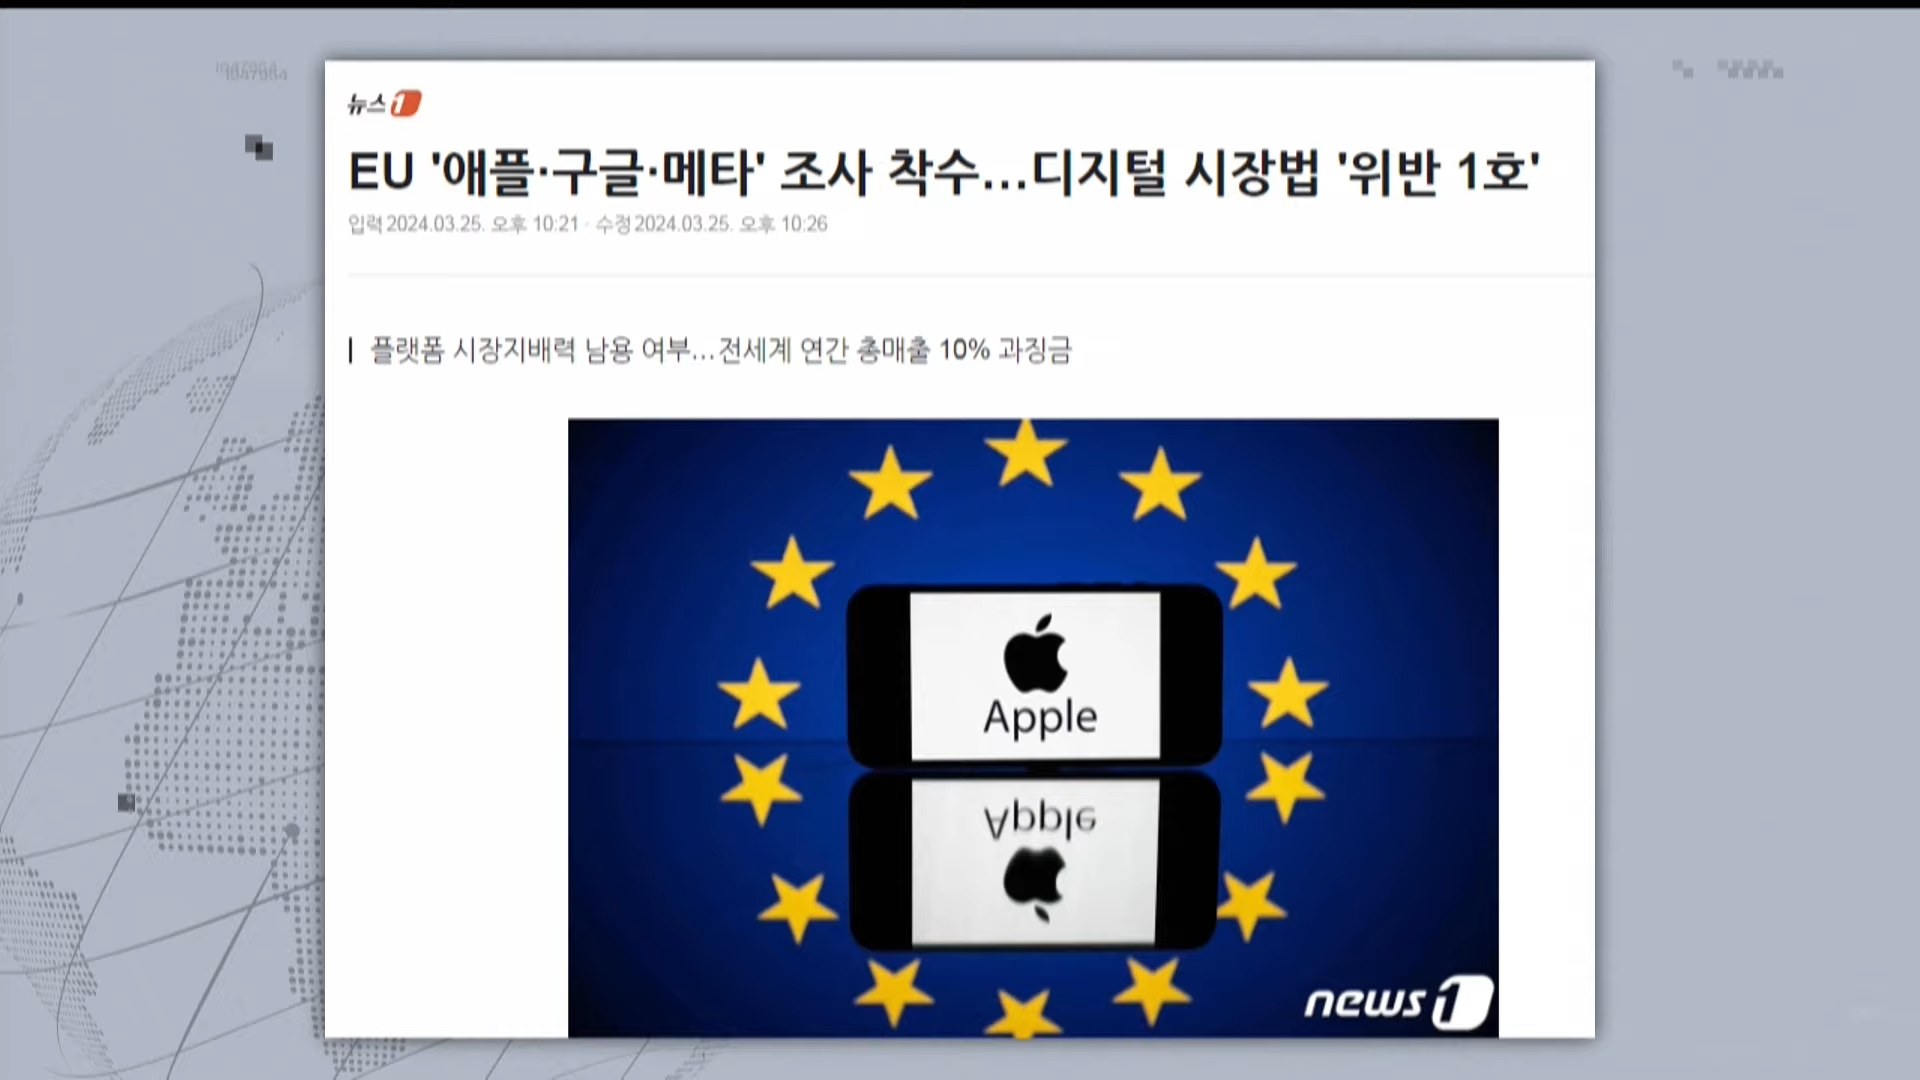 1047954
뉴스1
EU '애플·구글·메타' 조사 착수...디지털 시장법 '위반 1호'
입력 2024.03.25. 오후 10:21 · 수정 2024.03.25. 오후 10:26
플랫폼 시장지배력 남용 여부...전세계 연간 총매출 10% 과징금
Apple
Apple
news1